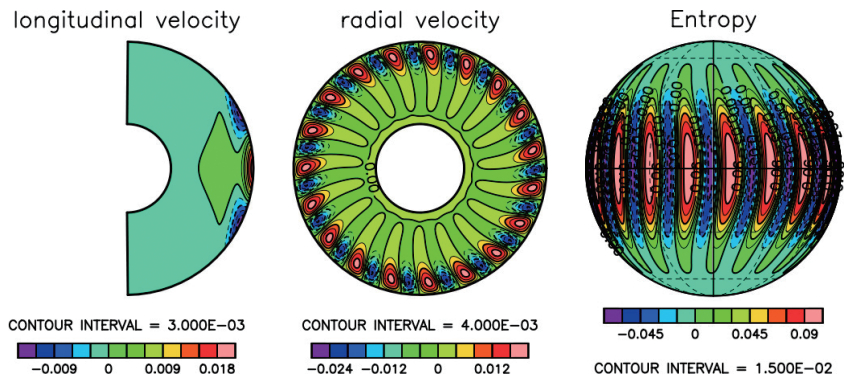 longitudinal velocity
radial velocity
Entropy
0.00
CONTOUR INTERVAL = 3.000E-03
-0.009 0 0.009 0.018
CONTOUR INTERVAL = 4.000E-03
-0.024 -0.012 0 0.012
-0.045 0 0.045 0.09
CONTOUR INTERVAL = 1.500E-02